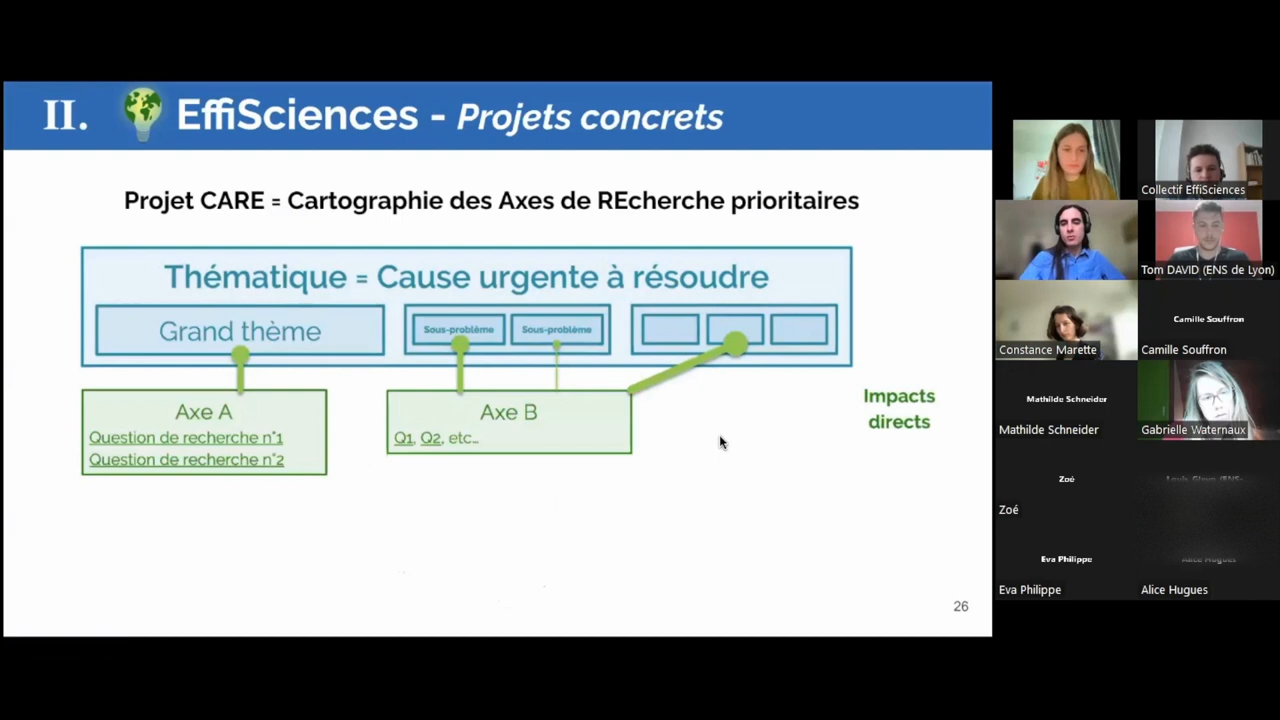 II. EffiSciences - Projets concrets
Projet CARE = Cartographie des Axes de REcherche prioritaires
Thématique = Cause urgente à résoudre
Grand thème
Sous-problème
Sous-problème
Axe A
Question de recherche n°1
Question de recherche n°2
Axe B
Q1, Q2, etc...
Impacts
directs
26
Collectif EffiSciences
Tom DAVID (ENS de Lyon)
Constance Marette
Camille Souffron
Camille Souffron
Mathilde Schneider
Mathilde Schneider
Gabrielle Waternaux
Zoé
Zoé
Eva Philippe
Eva Philippe
Alice Hugues
Alice Hugues